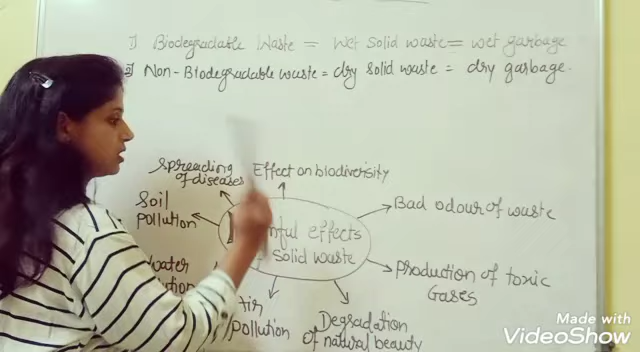 1) Biodegradable Waste = Wet Solid waste = wet garbage
2) Non-Biodegradable waste = dry solid waste = dry garbage.
Spreading
of diseases
Effect on biodiversity
Soil
pollution
Bad odour of waste
effects
solid waste
water
production of toxic
Gases
pollution
Degradation
of natural beauty
Made with
VideoShow